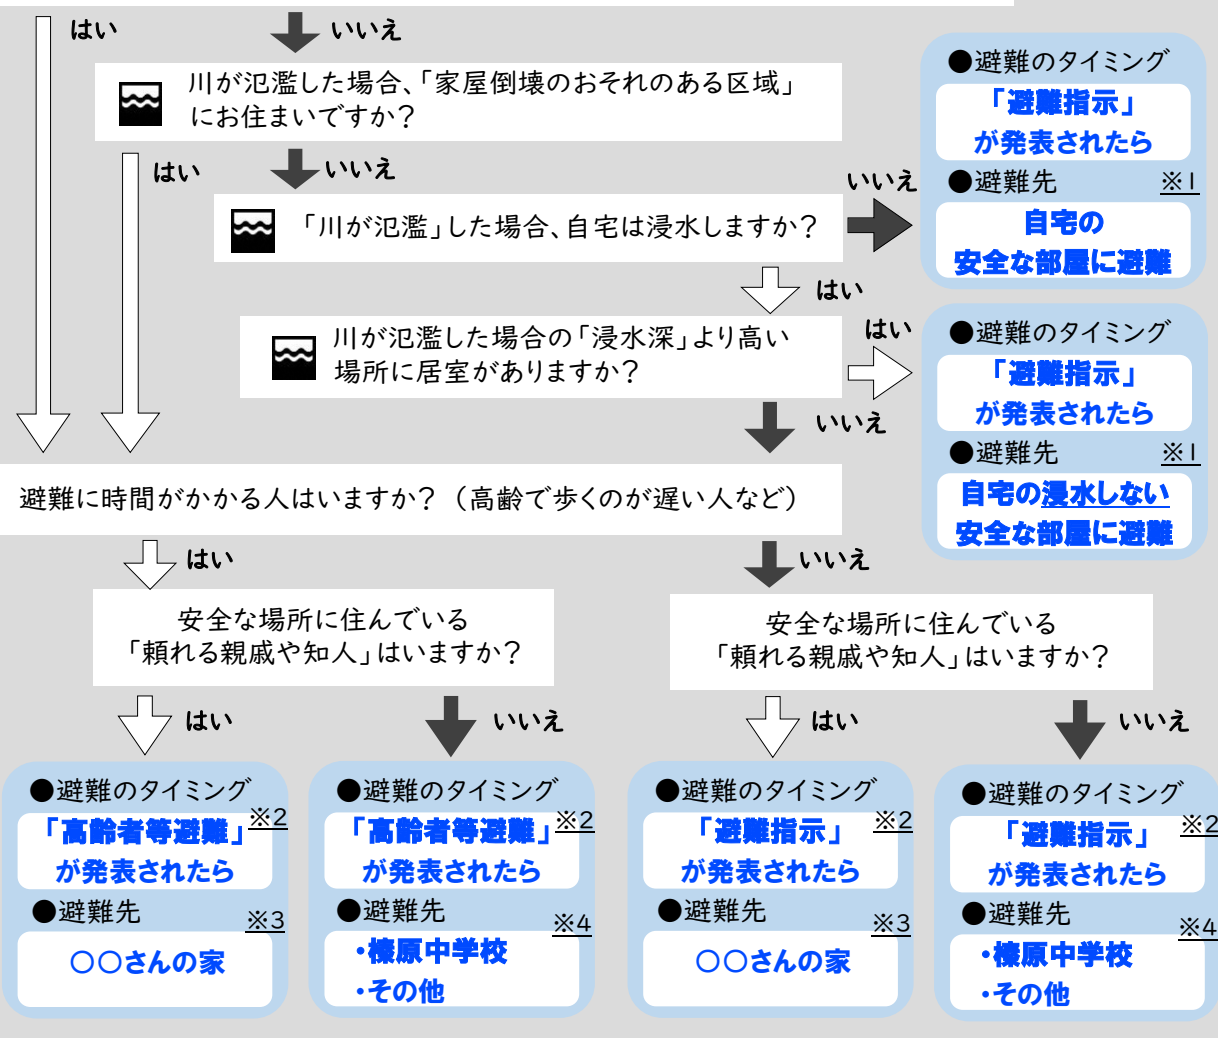 はい
いいえ
川が氾濫した場合、「家屋倒壊のおそれのある区域」
にお住まいですか？
はい
いいえ
「川が氾濫」した場合、自宅は浸水しますか？
いいえ
●避難のタイミング
「避難指示」
が発表されたら
●避難先 ※1
自宅の
安全な部屋に避難
はい
川が氾濫した場合の「浸水深」より高い
場所に居室がありますか？
はい
●避難のタイミング
「避難指示」
が発表されたら
●避難先 ※1
自宅の浸水しない
安全な部屋に避難
いいえ
避難に時間がかかる人はいますか？（高齢で歩くのが遅い人など）
はい
いいえ
安全な場所に住んでいる
「頼れる親戚や知人」はいますか？
安全な場所に住んでいる
「頼れる親戚や知人」はいますか？
はい
いいえ
はい
いいえ
●避難のタイミング
※2
「高齢者等避難」
が発表されたら
●避難先 ※3
〇〇さんの家
●避難のタイミング
※2
「高齢者等避難」
が発表されたら
●避難先 ※4
・榛原中学校
・その他
●避難のタイミング
※2
「避難指示」
が発表されたら
●避難先 ※3
〇〇さんの家
●避難のタイミング
※2
「避難指示」
が発表されたら
●避難先 ※4
・榛原中学校
・その他